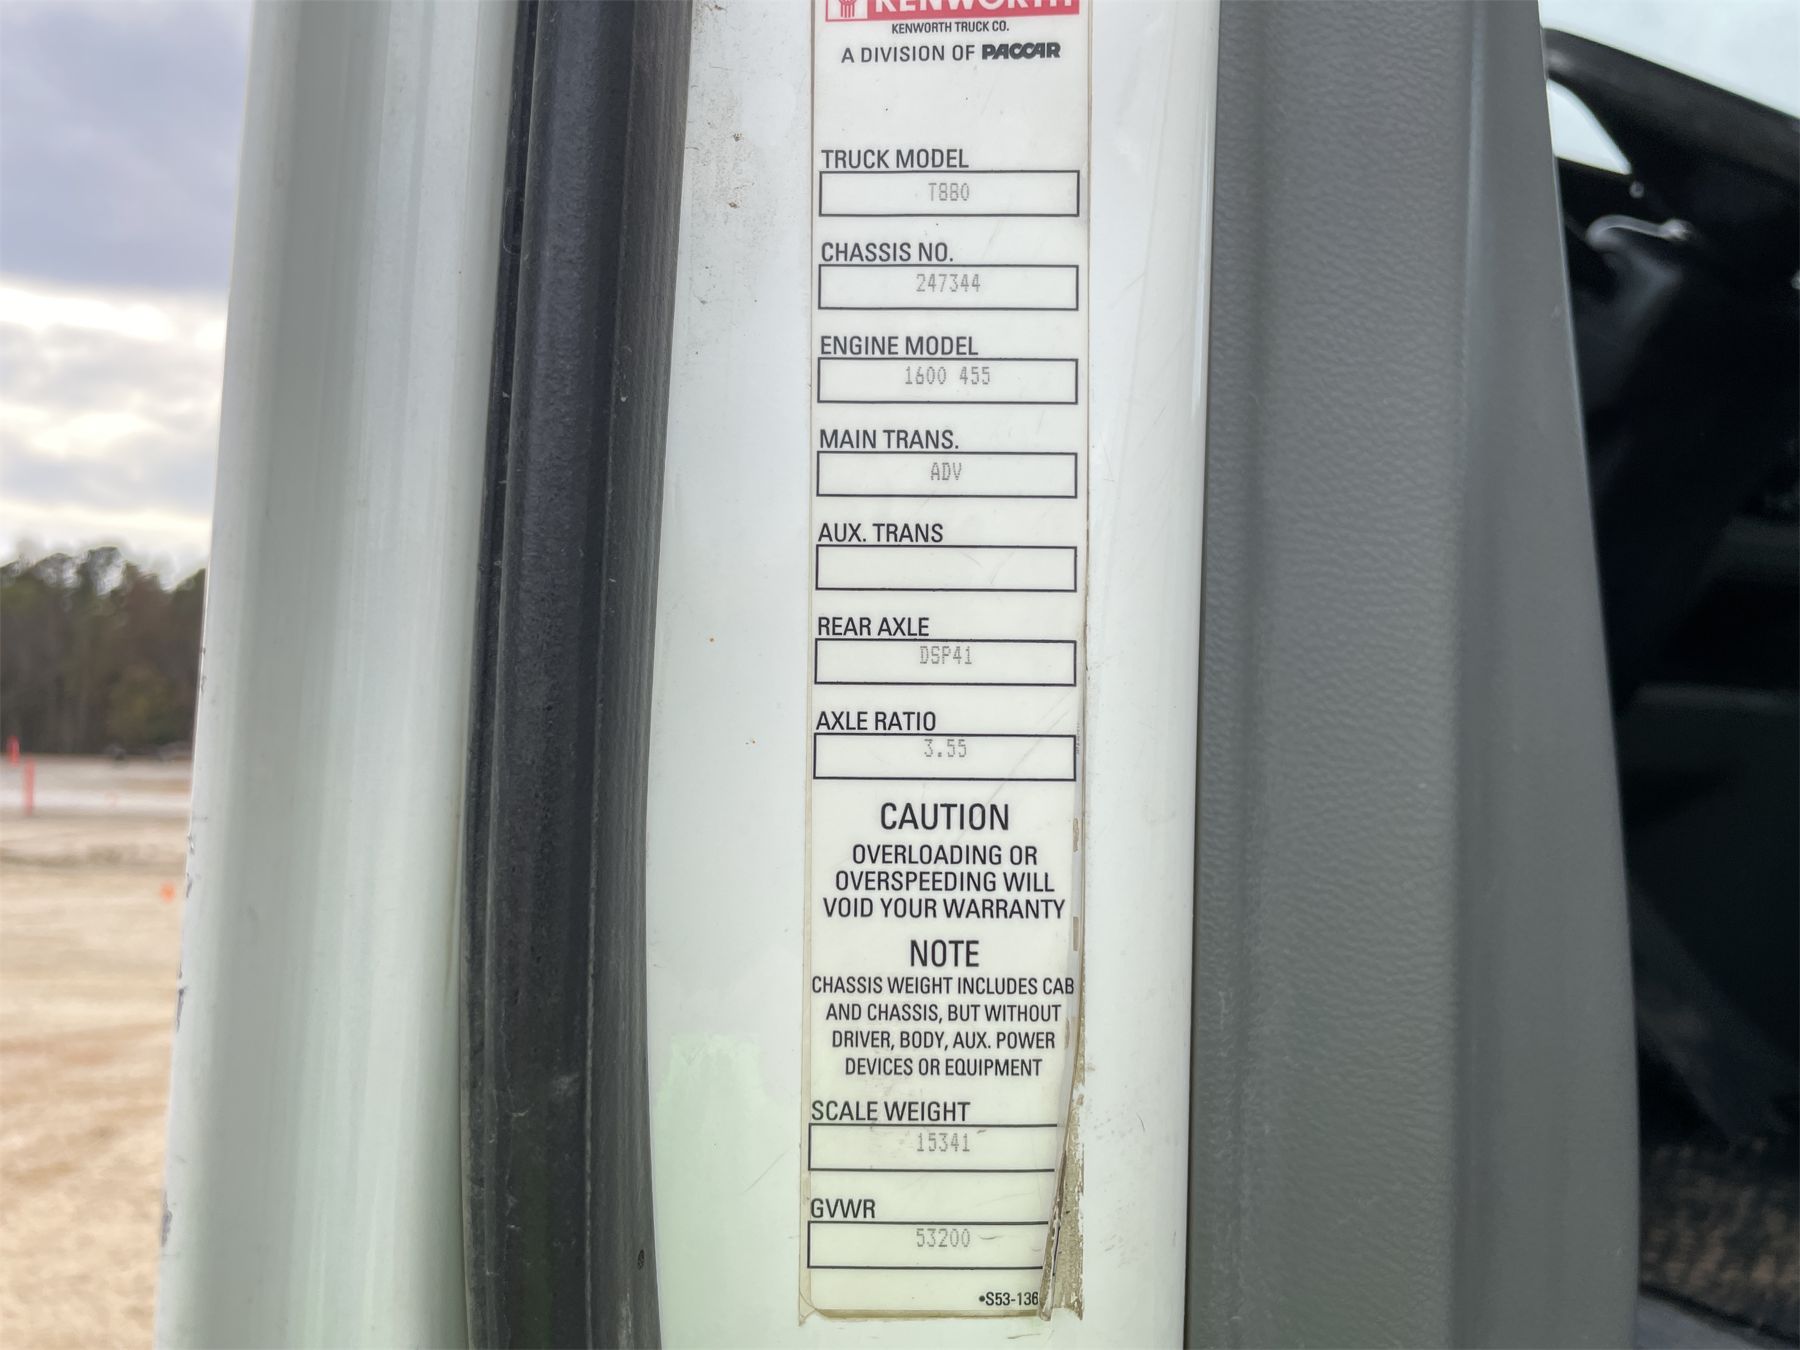 KENWORTH
KENWORTH TRUCK CO.
A DIVISION OF PACCAR
TRUCK MODEL
T880
CHASSIS NO.
247344
ENGINE MODEL
1600 455
MAIN TRANS.
ADV
AUX. TRANS
REAR AXLE
DSP41
AXLE RATIO
3.55
CAUTION
OVERLOADING OR
OVERSPEEDING WILL
VOID YOUR WARRANTY
NOTE
CHASSIS WEIGHT INCLUDES CAB
AND CHASSIS, BUT WITHOUT
DRIVER, BODY, AUX. POWER
DEVICES OR EQUIPMENT
SCALE WEIGHT
15341
GVWR
53200
•S53-136